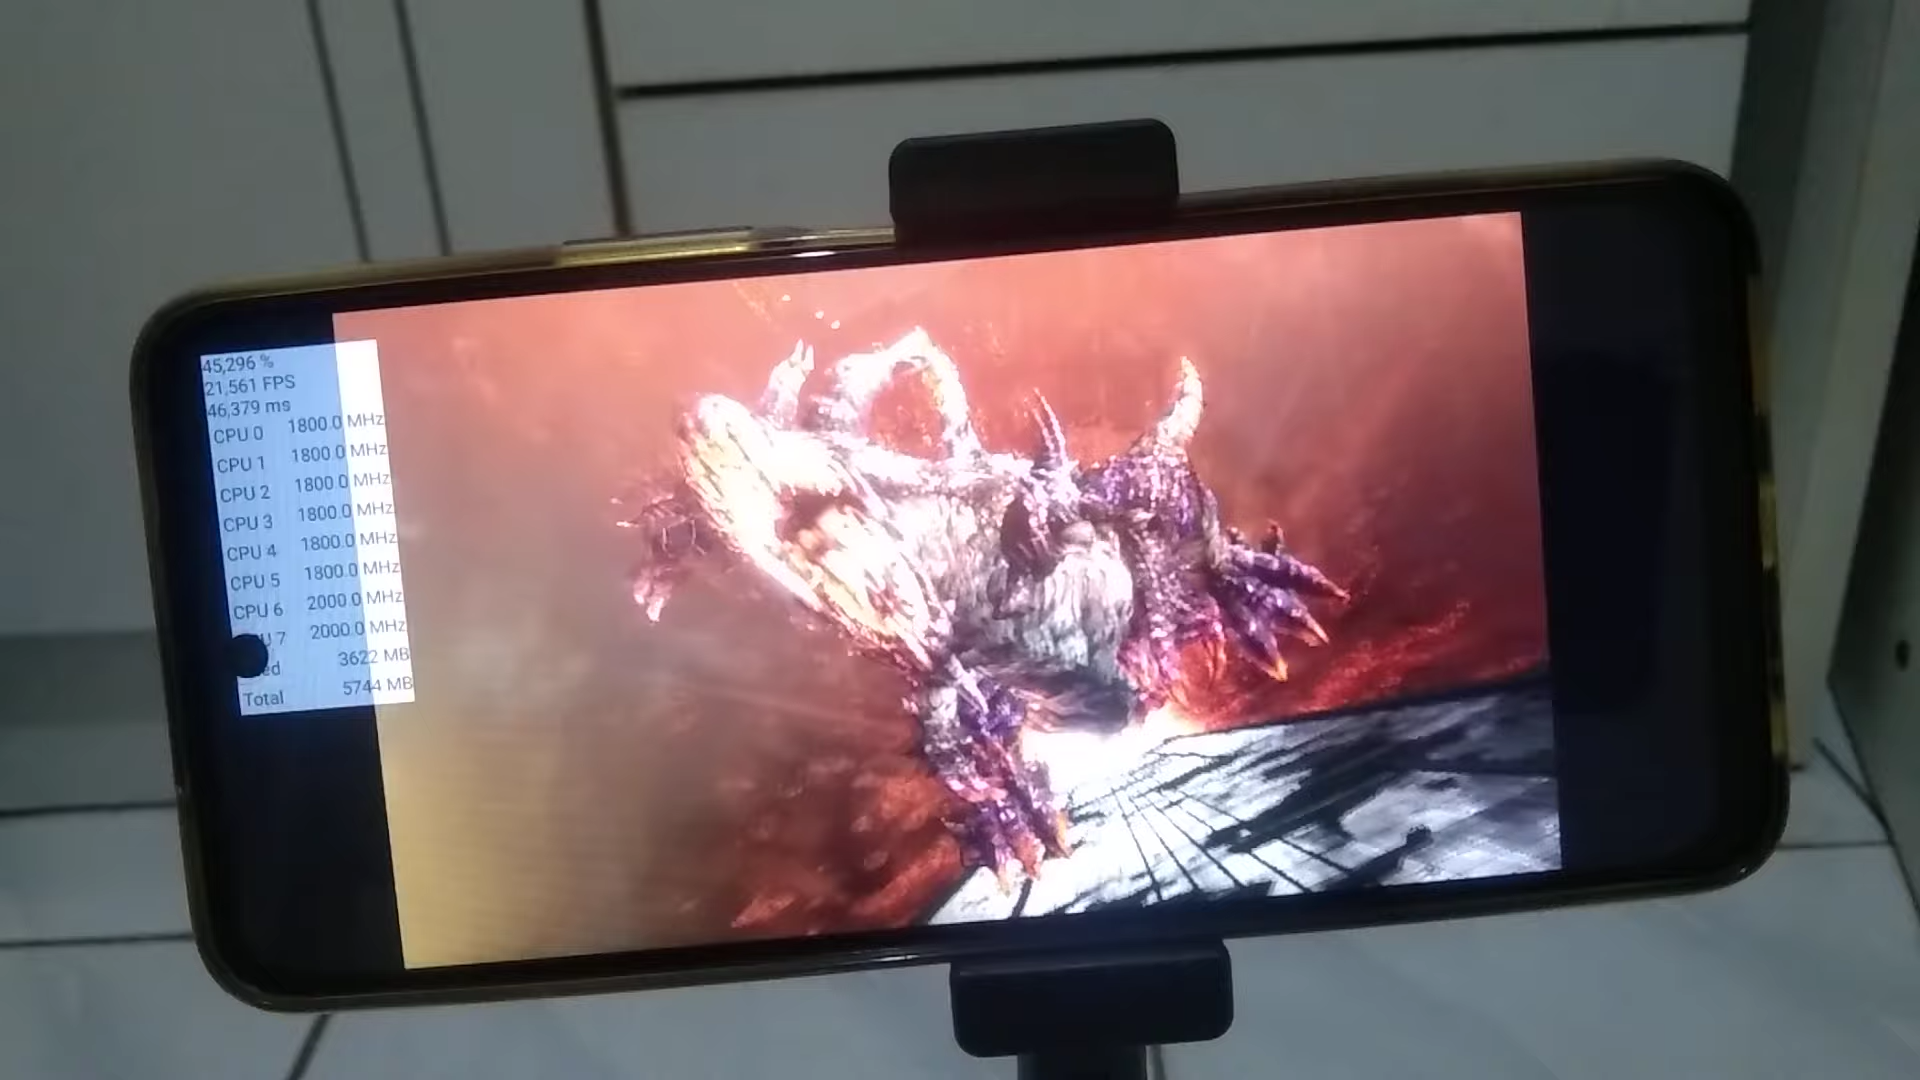 45,296 %
21,561 FPS
46,379 ms
CPU 0 1800.0 MHz
CPU 1 1800.0 MHz
CPU 2 1800.0 MHz
CPU 3 1800.0 MHz
CPU 4 1800.0 MHz
CPU 5 1800.0 MHz
CPU 6 2000.0 MHz
U 7 2000.0 MHz
ed 3622 MB
Total 5744 MB